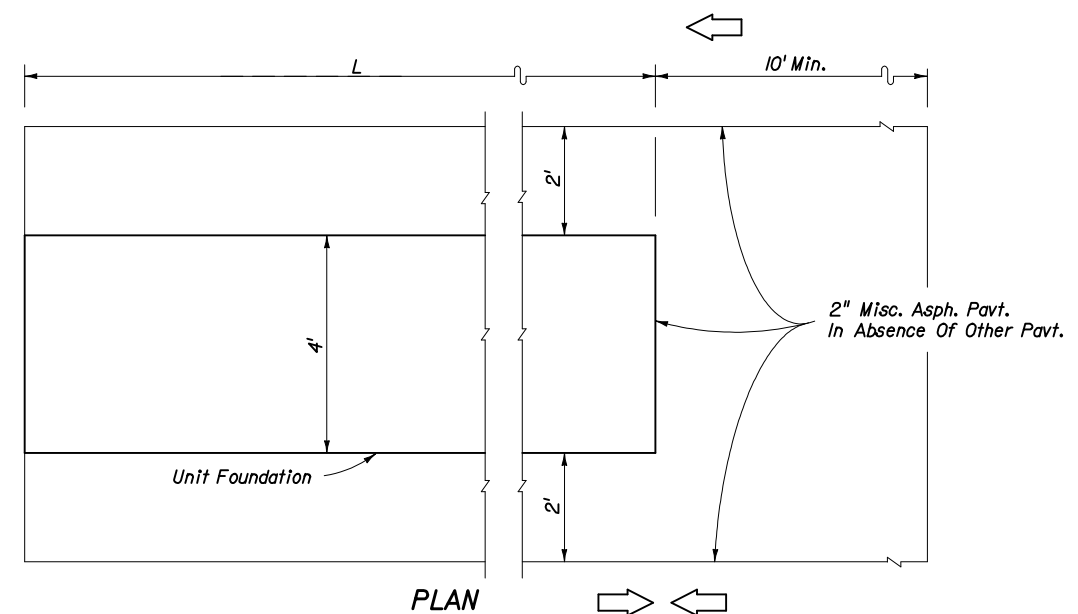 L
10' Min.
2'
4'
2" Misc. Asph. Pavt.
In Absence Of Other Pavt.
Unit Foundation
2'
PLAN